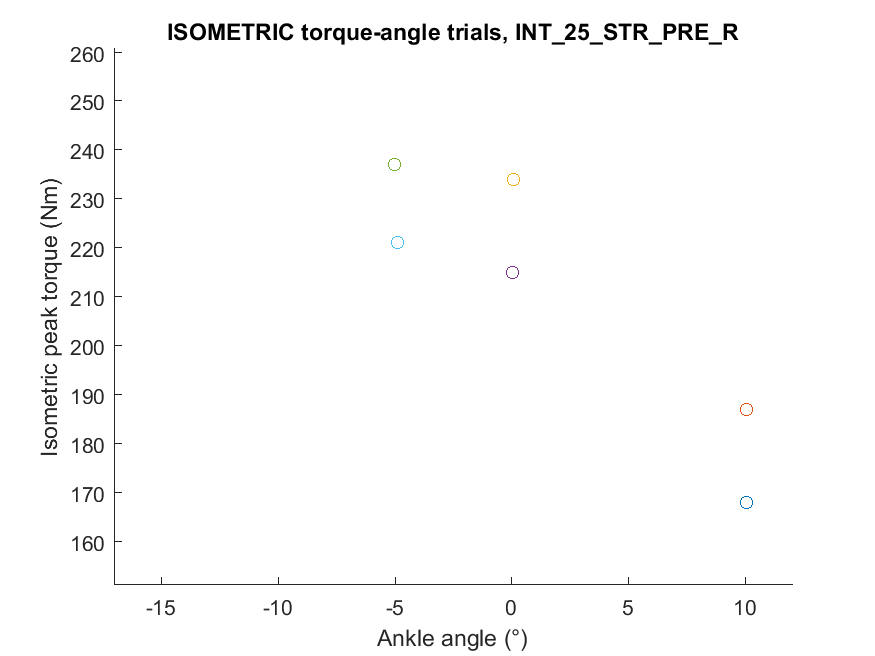 ISOMETRIC torque-angle trials, INT_25_STR_PRE_R
260
250
240
230
220
210
200
190
180
170
160
Isometric peak torque (Nm)
-15 -10 -5 0 5 10
Ankle angle (°)